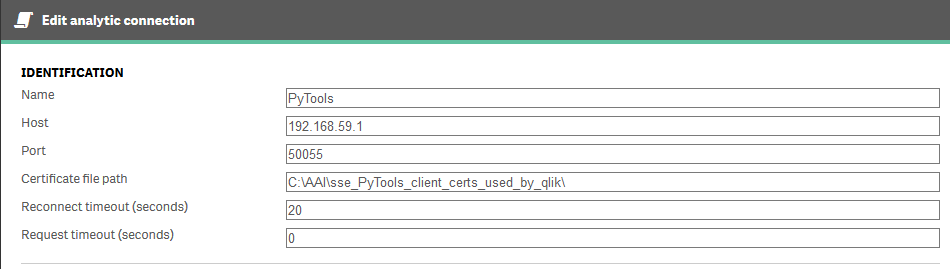 Edit analytic connection
IDENTIFICATION
Name PyTools
Host 192.168.59.1
Port 50055
Certificate file path C:\AAI\sse_PyTools_client_certs_used_by_qlik\
Reconnect timeout (seconds) 20
Request timeout (seconds) 0